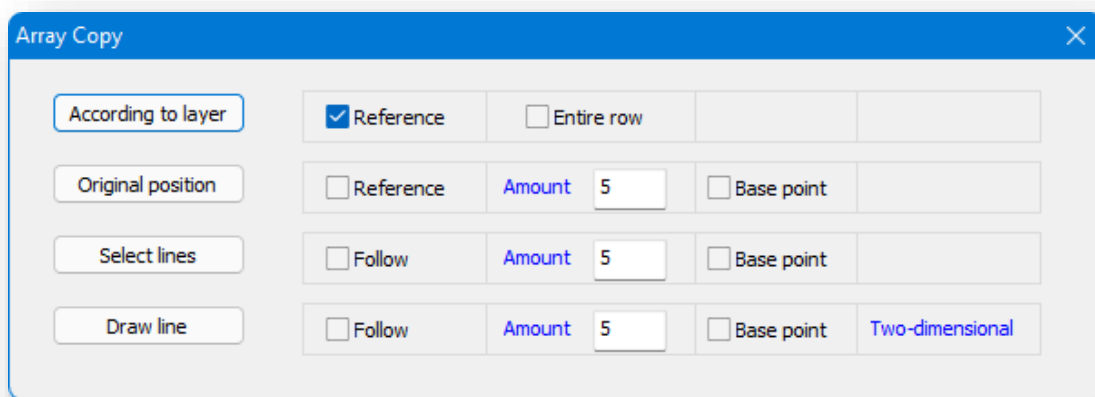 Array Copy
According to layer Reference Entire row
Original position Reference Amount 5 Base point
Select lines Follow Amount 5 Base point
Draw line Follow Amount 5 Base point Two-dimensional